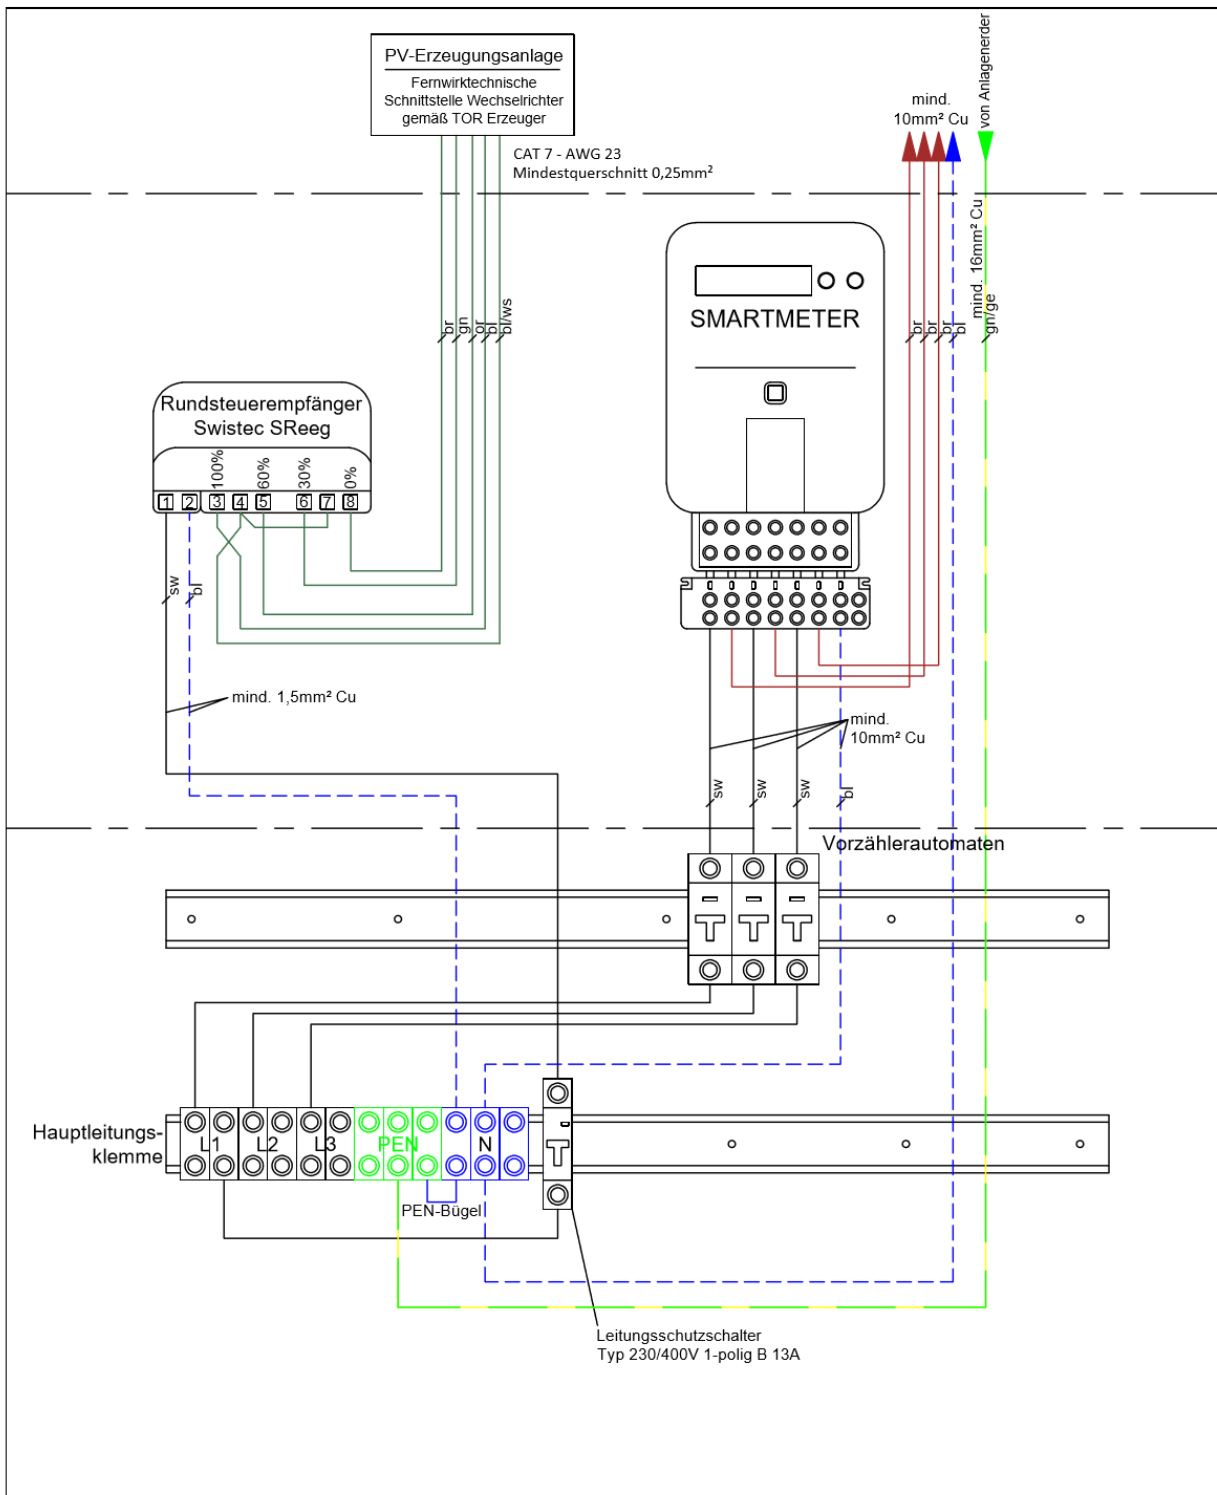 PV-Erzeugungsanlage
Fernwirktechnische
Schnittstelle Wechselrichter
gemäß TOR Erzeuger
CAT 7 - AWG 23
Mindestquerschnitt 0,25mm²
mind.
10mm² Cu
von Anlagenerder
mind. 16mm² Cu
gn/ge
br
br
br
bl
br
gn
or
bl
bl/ws
SMARTMETER
Rundsteuerempfänger
Swistec SReeg
100%
60%
30%
0%
1 2 3 4 5 6 7 8
sw
bl
mind. 1,5mm² Cu
mind.
10mm² Cu
sw
sw
sw
bl
Vorzählerautomaten
Hauptleitungs-
klemme
L1 L2 L3 PEN N
PEN-Bügel
Leitungsschutzschalter
Typ 230/400V 1-polig B 13A